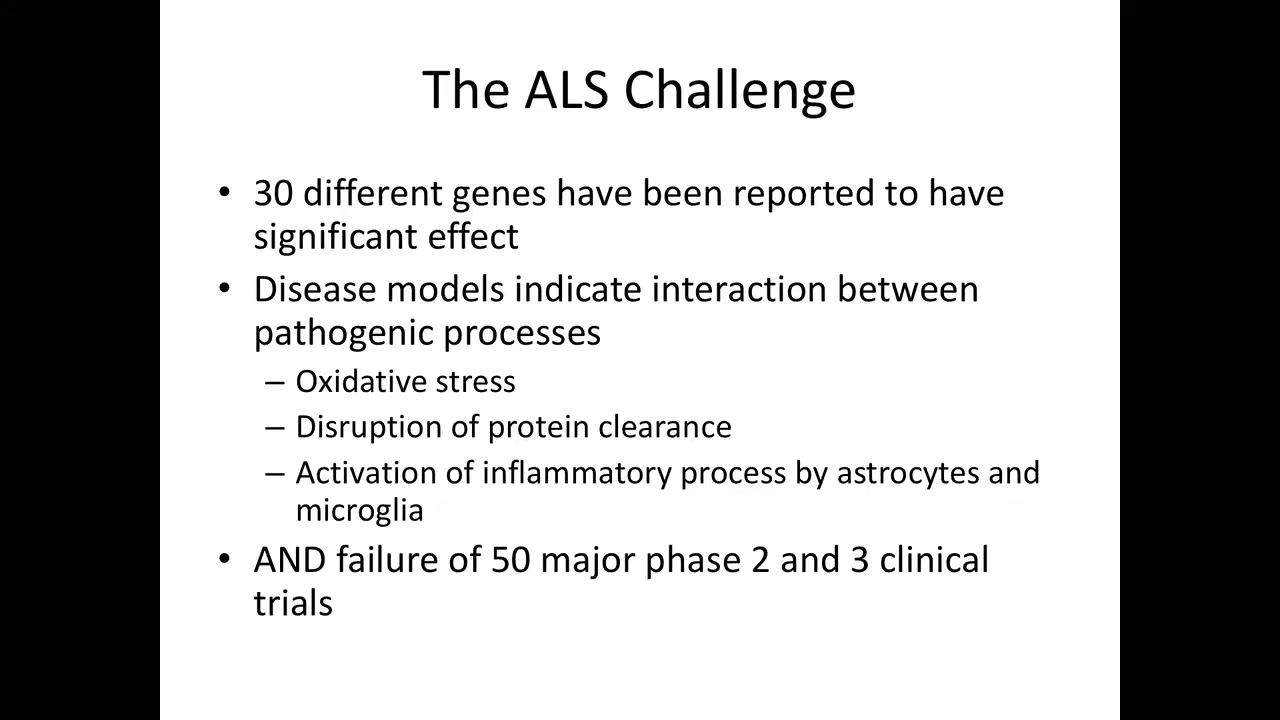 The ALS Challenge
• 30 different genes have been reported to have
significant effect
• Disease models indicate interaction between
pathogenic processes
– Oxidative stress
– Disruption of protein clearance
– Activation of inflammatory process by astrocytes and
microglia
• AND failure of 50 major phase 2 and 3 clinical
trials